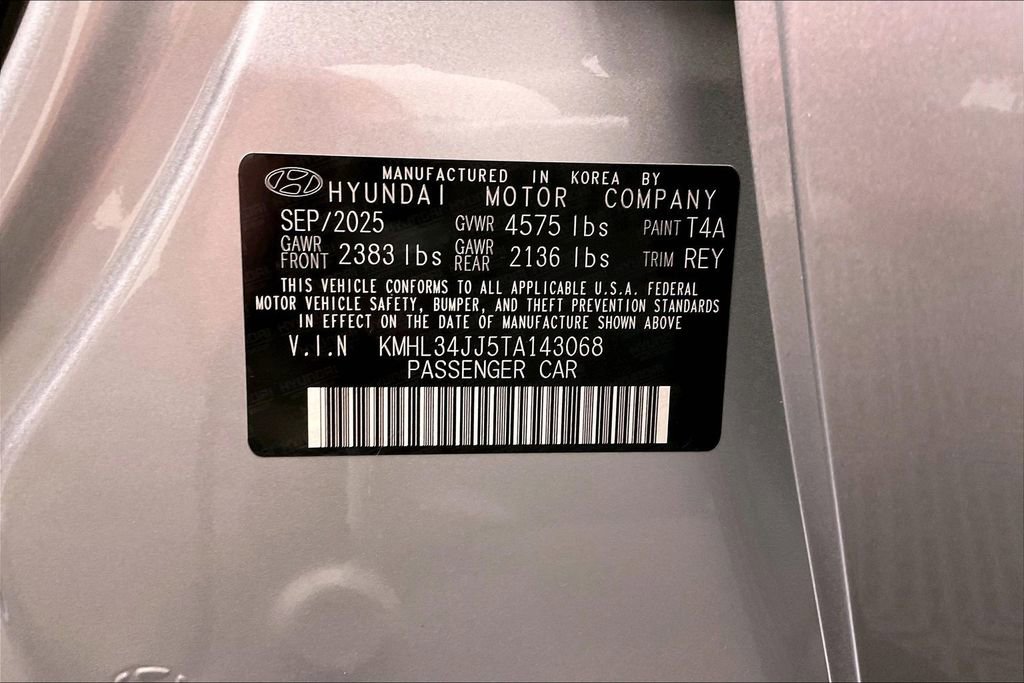 MANUFACTURED IN KOREA BY
HYUNDAI MOTOR COMPANY
SEP/2025 GVWR 4575 lbs PAINT T4A
GAWR FRONT 2383 lbs GAWR REAR 2136 lbs TRIM REY
THIS VEHICLE CONFORMS TO ALL APPLICABLE U.S.A. FEDERAL
MOTOR VEHICLE SAFETY, BUMPER, AND THEFT PREVENTION STANDARDS
IN EFFECT ON THE DATE OF MANUFACTURE SHOWN ABOVE
V.I.N KMHL34JJ5TA143068
PASSENGER CAR